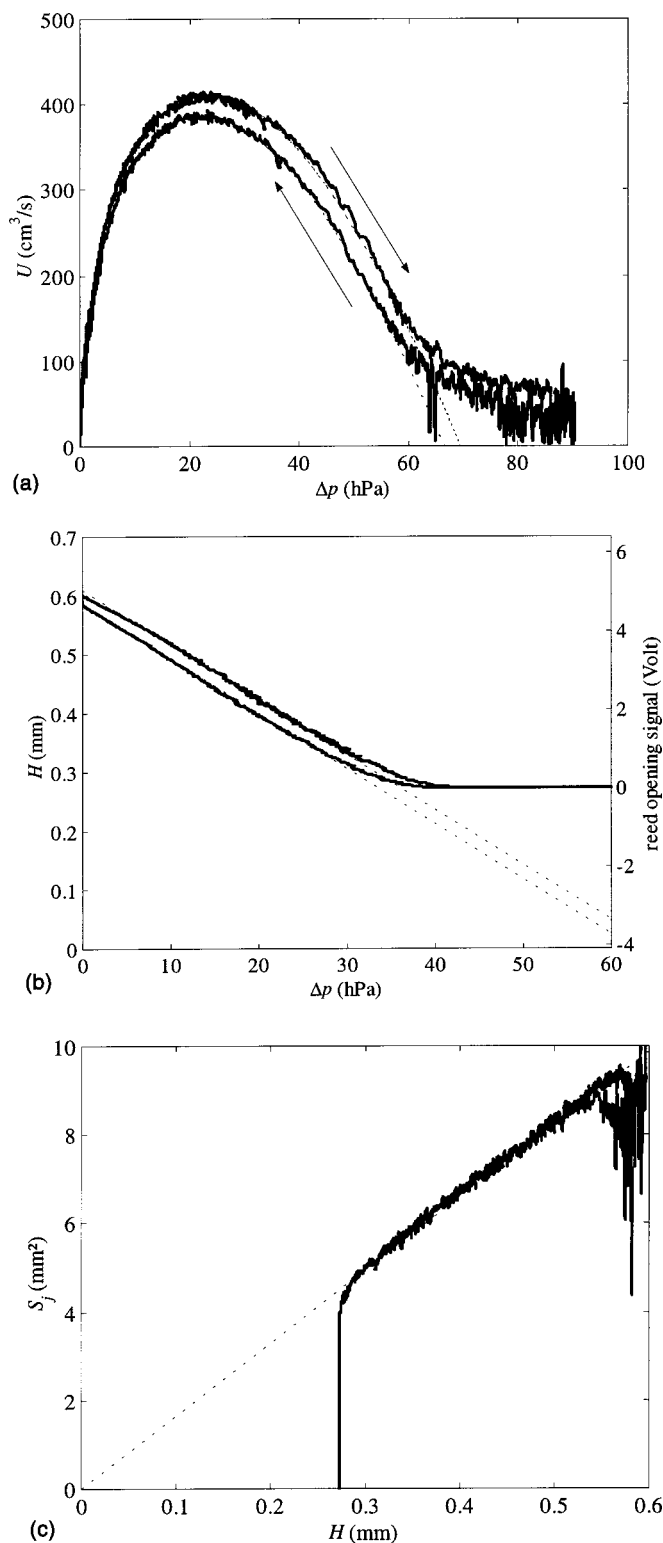 500
400
300
200
100
0
U (cm³/s)
0 20 40 60 80 100
Δp (hPa)
(a)
0.7
0.6
0.5
0.4
0.3
0.2
0.1
0
H (mm)
6
4
2
0
-2
-4
reed opening signal (Volt)
0 10 20 30 40 50 60
Δp (hPa)
(b)
10
8
6
4
2
0
S_j (mm²)
0 0.1 0.2 0.3 0.4 0.5 0.6
H (mm)
(c)